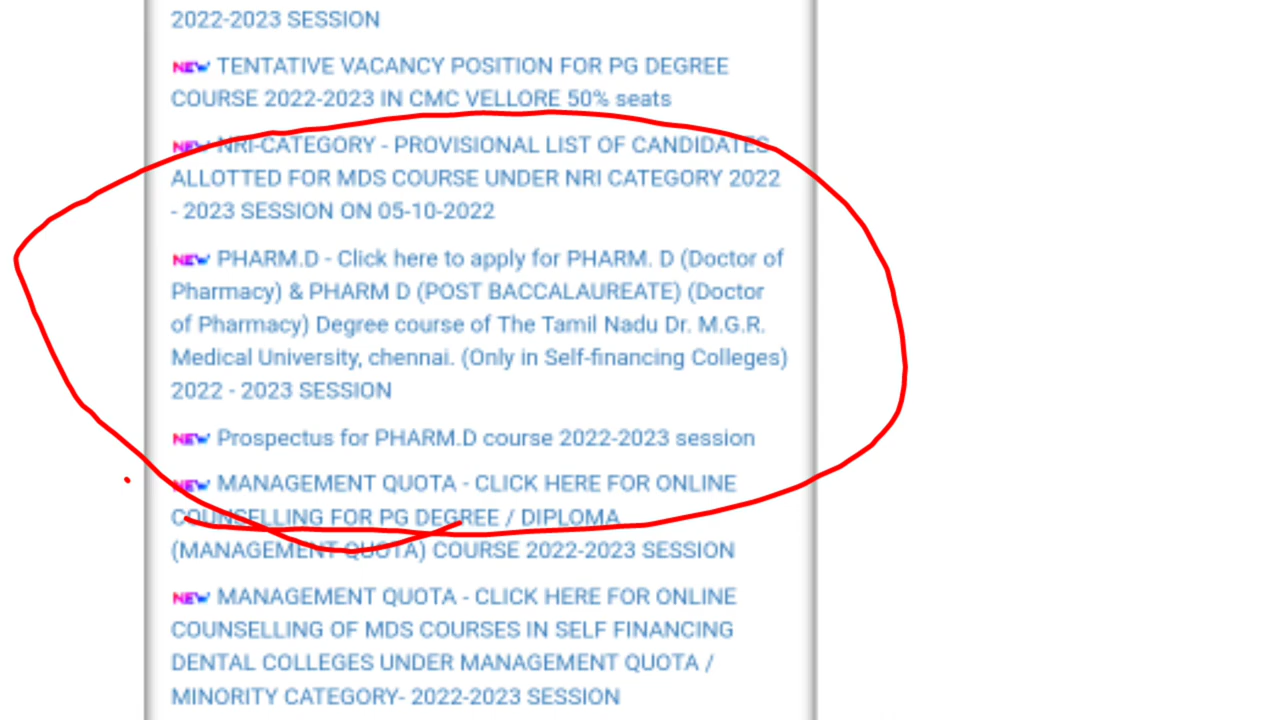 2022-2023 SESSION
NEW TENTATIVE VACANCY POSITION FOR PG DEGREE
COURSE 2022-2023 IN CMC VELLORE 50% seats
NEW NRI-CATEGORY - PROVISIONAL LIST OF CANDIDATES
ALLOTTED FOR MDS COURSE UNDER NRI CATEGORY 2022
- 2023 SESSION ON 05-10-2022
NEW PHARM.D - Click here to apply for PHARM. D (Doctor of
Pharmacy) & PHARM D (POST BACCALAUREATE) (Doctor
of Pharmacy) Degree course of The Tamil Nadu Dr. M.G.R.
Medical University, chennai. (Only in Self-financing Colleges)
2022 - 2023 SESSION
NEW Prospectus for PHARM.D course 2022-2023 session
NEW MANAGEMENT QUOTA - CLICK HERE FOR ONLINE
COUNSELLING FOR PG DEGREE / DIPLOMA
(MANAGEMENT QUOTA) COURSE 2022-2023 SESSION
NEW MANAGEMENT QUOTA - CLICK HERE FOR ONLINE
COUNSELLING OF MDS COURSES IN SELF FINANCING
DENTAL COLLEGES UNDER MANAGEMENT QUOTA /
MINORITY CATEGORY- 2022-2023 SESSION